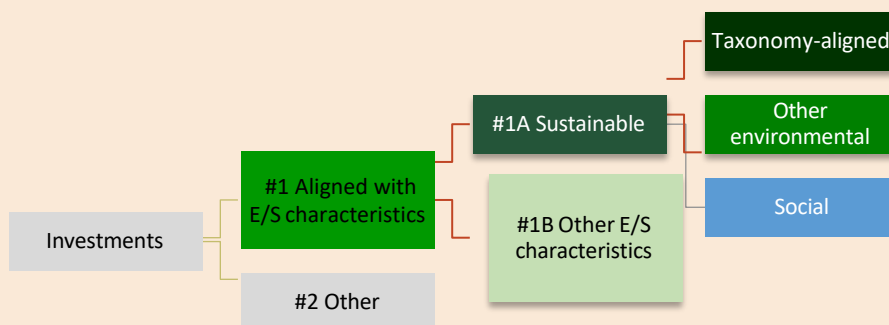 Taxonomy-aligned
#1A Sustainable
Other
environmental
#1 Aligned with
E/S characteristics
Social
#1B Other E/S
characteristics
Investments
#2 Other